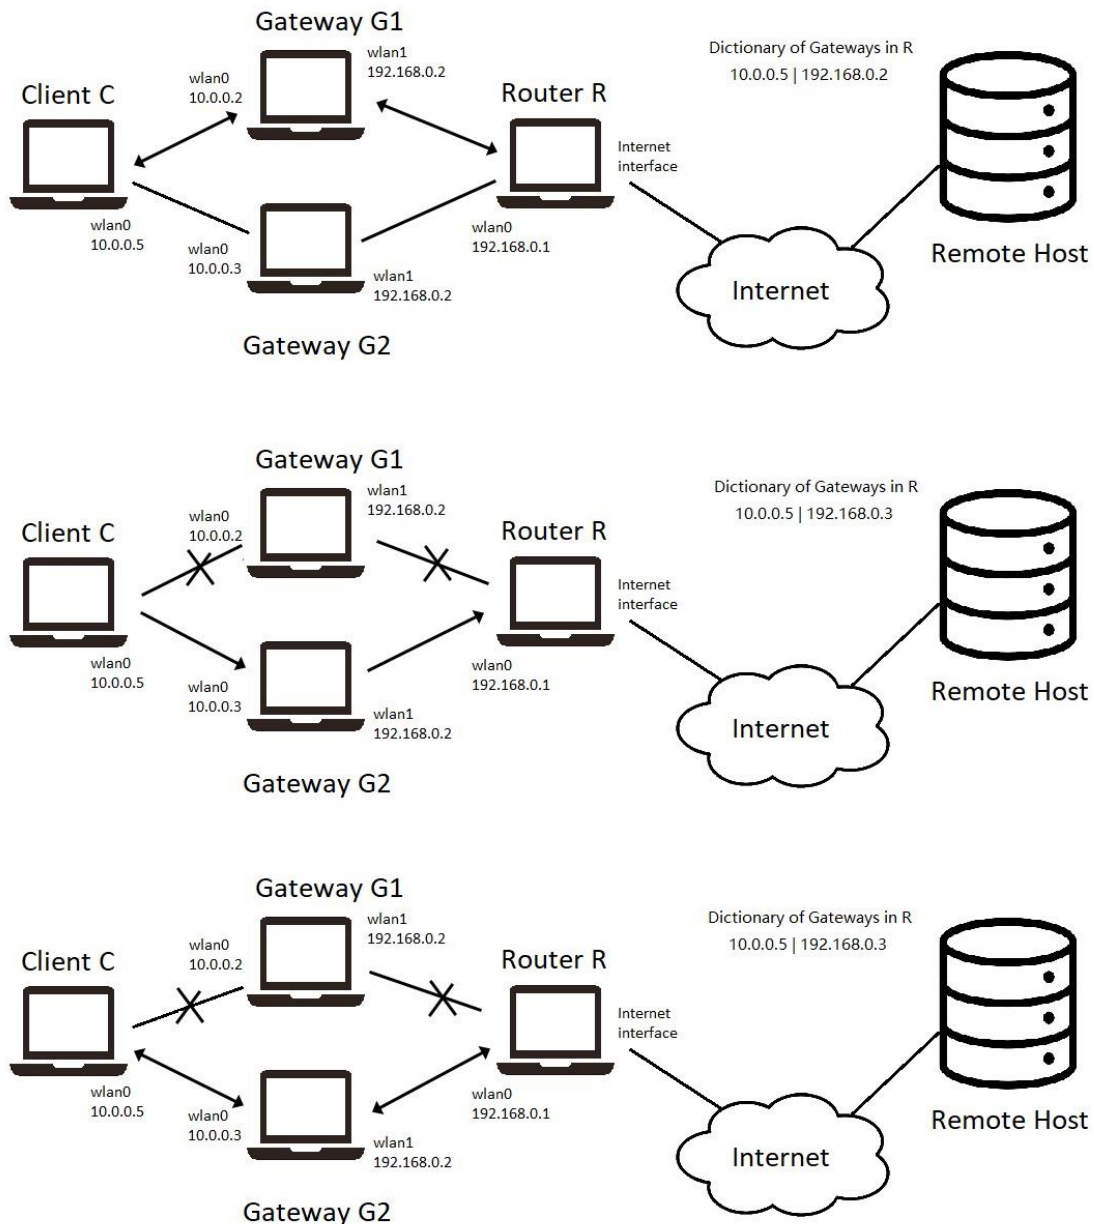 Gateway G1
wlan1
192.168.0.2
Dictionary of Gateways in R
10.0.0.5 | 192.168.0.2
wlan0
10.0.0.2
Client C
Router R
Internet
interface
wlan0
10.0.0.5
wlan0
10.0.0.3
wlan0
192.168.0.1
wlan1
192.168.0.2
Remote Host
Internet
Gateway G2
Gateway G1
wlan1
192.168.0.2
Dictionary of Gateways in R
10.0.0.5 | 192.168.0.3
wlan0
10.0.0.2
Client C
Router R
Internet
interface
wlan0
10.0.0.5
wlan0
10.0.0.3
wlan0
192.168.0.1
wlan1
192.168.0.2
Remote Host
Internet
Gateway G2
Gateway G1
wlan1
192.168.0.2
Dictionary of Gateways in R
10.0.0.5 | 192.168.0.3
wlan0
10.0.0.2
Client C
Router R
Internet
interface
wlan0
10.0.0.5
wlan0
10.0.0.3
wlan0
192.168.0.1
wlan1
192.168.0.2
Remote Host
Internet
Gateway G2